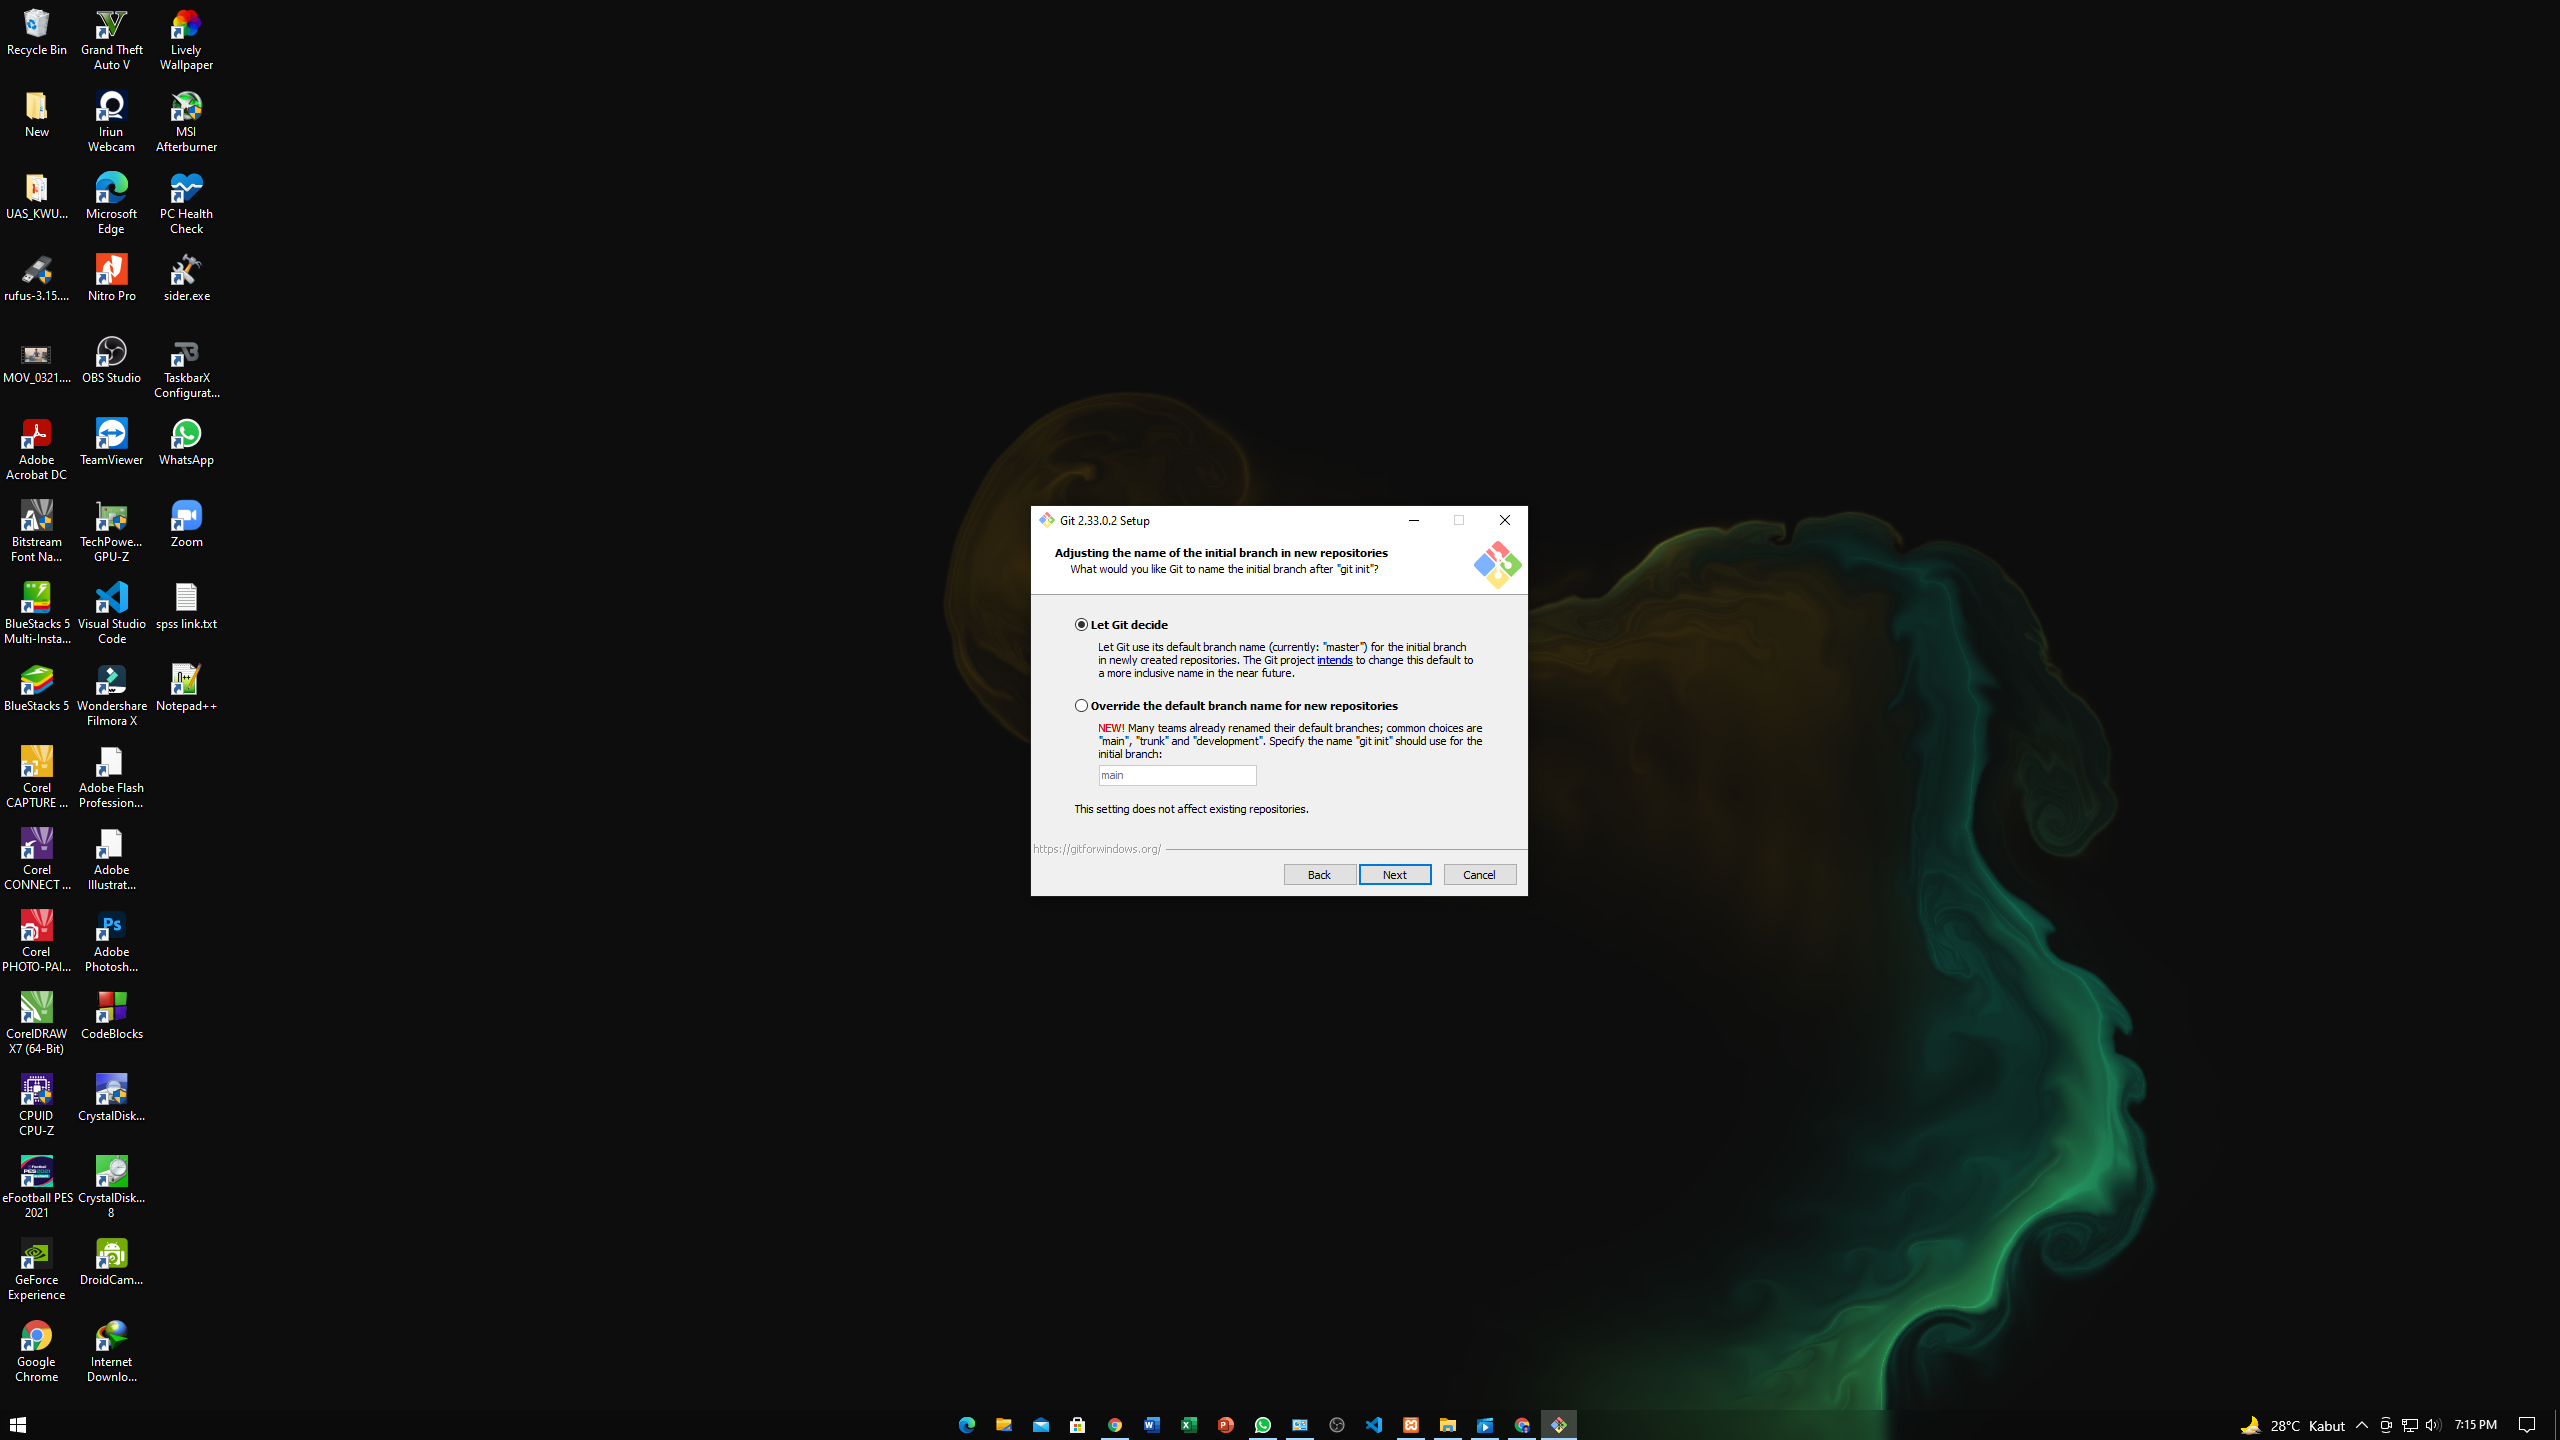 Recycle Bin
Grand Theft
Auto V
Lively
Wallpaper
New
Iriun
Webcam
MSI
Afterburner
UAS_KWU...
Microsoft
Edge
PC Health
Check
rufus-3.15....
Nitro Pro
sider.exe
MOV_0321....
OBS Studio
TaskbarX
Configurat...
Adobe
Acrobat DC
TeamViewer
WhatsApp
Bitstream
Font Na...
TechPowe...
GPU-Z
Zoom
BlueStacks 5
Multi-Insta...
Visual Studio
Code
spss link.txt
BlueStacks 5
Wondershare
Filmora X
Notepad++
Corel
CAPTURE ...
Adobe Flash
Profession...
Corel
CONNECT ...
Adobe
Illustrat...
Corel
PHOTO-PAI...
Adobe
Photosh...
CorelDRAW
X7 (64-Bit)
CodeBlocks
CPUID
CPU-Z
CrystalDisk...
eFootball PES
2021
CrystalDisk...
8
GeForce
Experience
DroidCam...
Google
Chrome
Internet
Downlo...
Git 2.33.0.2 Setup
Adjusting the name of the initial branch in new repositories
What would you like Git to name the initial branch after "git init"?
Let Git decide
Let Git use its default branch name (currently: "master") for the initial branch
in newly created repositories. The Git project intends to change this default to
a more inclusive name in the near future.
Override the default branch name for new repositories
NEW! Many teams already renamed their default branches; common choices are
"main", "trunk" and "development". Specify the name "git init" should use for the
initial branch:
main
This setting does not affect existing repositories.
https://gitforwindows.org/
Back
Next
Cancel
28°C Kabut
7:15 PM